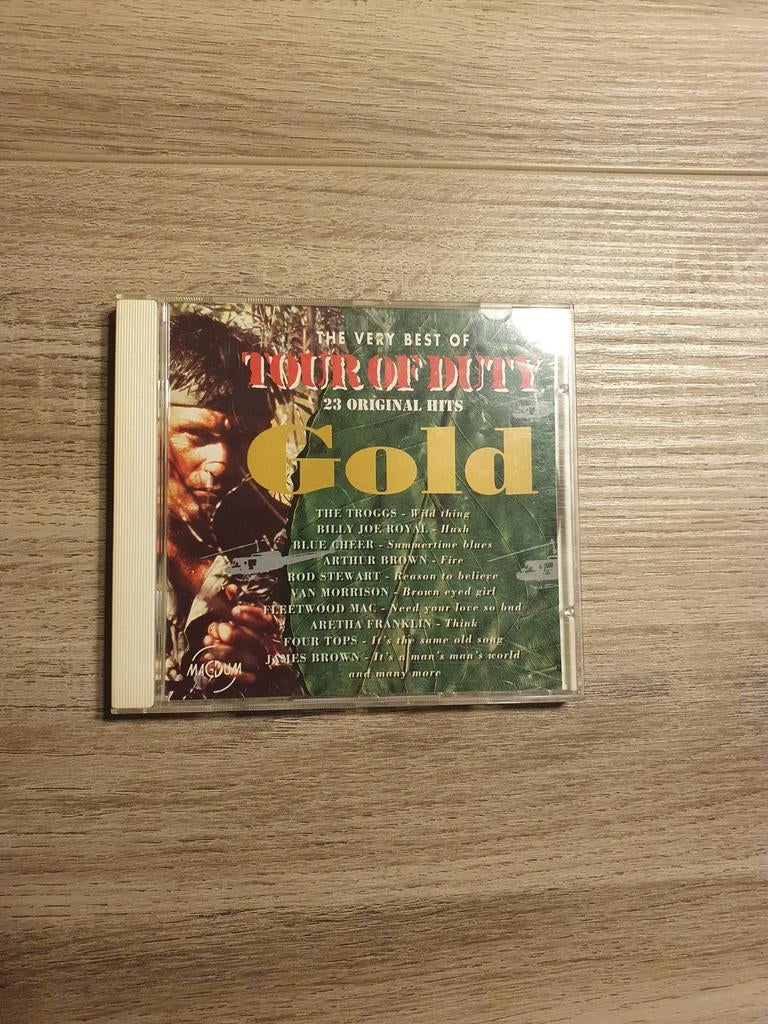 THE VERY BEST OF
TOUR OF DUTY
23 ORIGINAL HITS
Gold
THE TROGGS - Wild thing
BILLY JOE ROYAL - Hush
BLUE CHEER - Summertime blues
ARTHUR BROWN - Fire
ROD STEWART - Reason to believe
VAN MORRISON - Brown eyed girl
FLEETWOOD MAC - Need your love so bad
ARETHA FRANKLIN - Think
FOUR TOPS - It's the same old song
JAMES BROWN - It's a man's man's world
and many more
MAGNUM